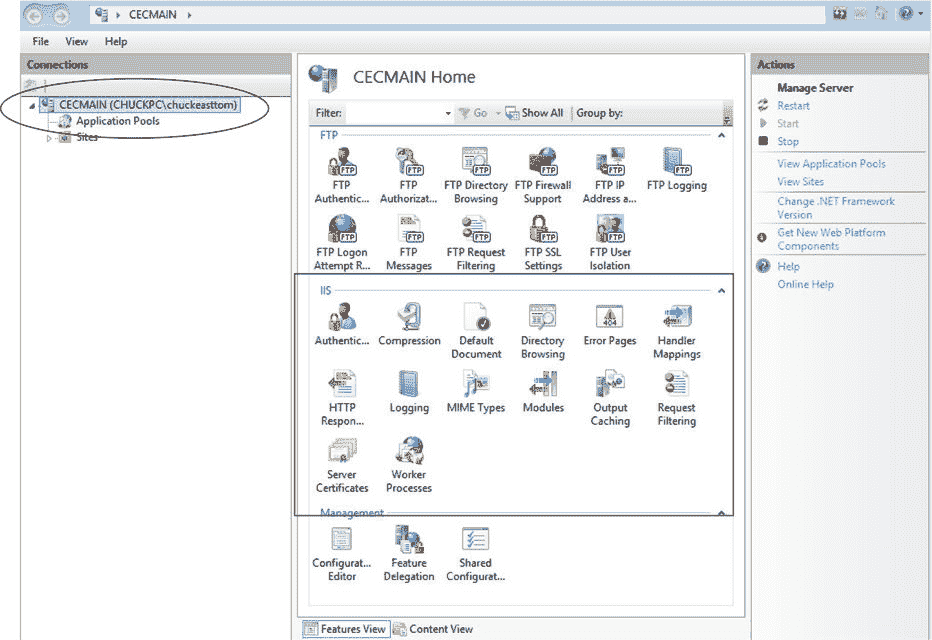 CECMAIN
File View Help
Connections
CECMAIN (CHUCKPC\chuckeasttom)
Application Pools
Sites
CECMAIN Home
Filter: Go Show All Group by:
FTP
FTP Authentic...
FTP Authorizat...
FTP Directory Browsing
FTP Firewall Support
FTP IP Address a...
FTP Logging
FTP Logon Attempt R...
FTP Messages
FTP Request Filtering
FTP SSL Settings
FTP User Isolation
IIS
Authentic...
Compression
Default Document
Directory Browsing
Error Pages
Handler Mappings
HTTP Respon...
Logging
MIME Types
Modules
Output Caching
Request Filtering
Server Certificates
Worker Processes
Management
Configurat... Editor
Feature Delegation
Shared Configurat...
Features View Content View
Actions
Manage Server
Restart
Start
Stop
View Application Pools
View Sites
Change .NET Framework
Version
Get New Web Platform
Components
Help
Online Help